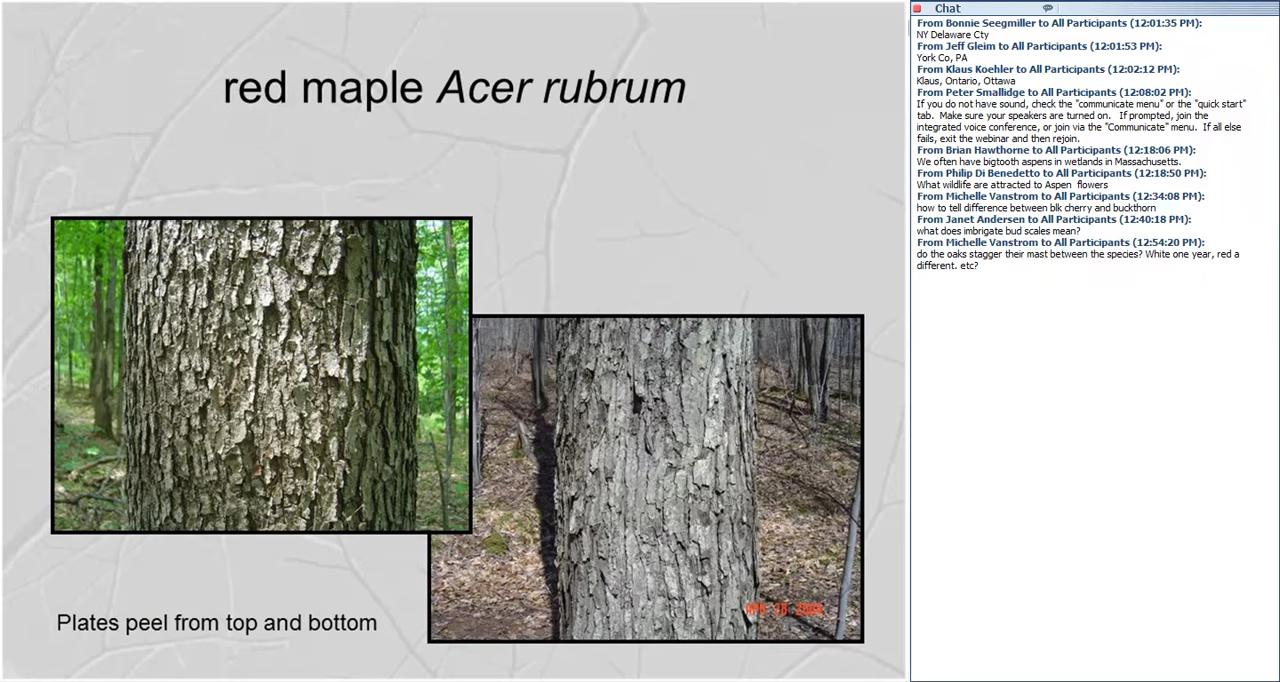 red maple Acer rubrum
Plates peel from top and bottom
Chat
From Bonnie Seegmiller to All Participants (12:01:35 PM):
NY Delaware Cty
From Jeff Gleim to All Participants (12:01:53 PM):
York Co, PA
From Klaus Koehler to All Participants (12:02:12 PM):
Klaus, Ontario, Ottawa
From Peter Smallidge to All Participants (12:08:02 PM):
If you do not have sound, check the "communicate menu" or the "quick start"
tab. Make sure your speakers are turned on. If prompted, join the
integrated voice conference, or join via the "Communicate" menu. If all else
fails, exit the webinar and then rejoin.
From Brian Hawthorne to All Participants (12:18:06 PM):
We often have bigtooth aspens in wetlands in Massachusetts.
From Philip Di Benedetto to All Participants (12:18:50 PM):
What wildlife are attracted to Aspen flowers
From Michelle Vanstrom to All Participants (12:34:08 PM):
how to tell difference between blk cherry and buckthorn
From Janet Andersen to All Participants (12:40:18 PM):
what does imbrigate bud scales mean?
From Michelle Vanstrom to All Participants (12:54:20 PM):
do the oaks stagger their mast between the species? White one year, red a
different. etc?